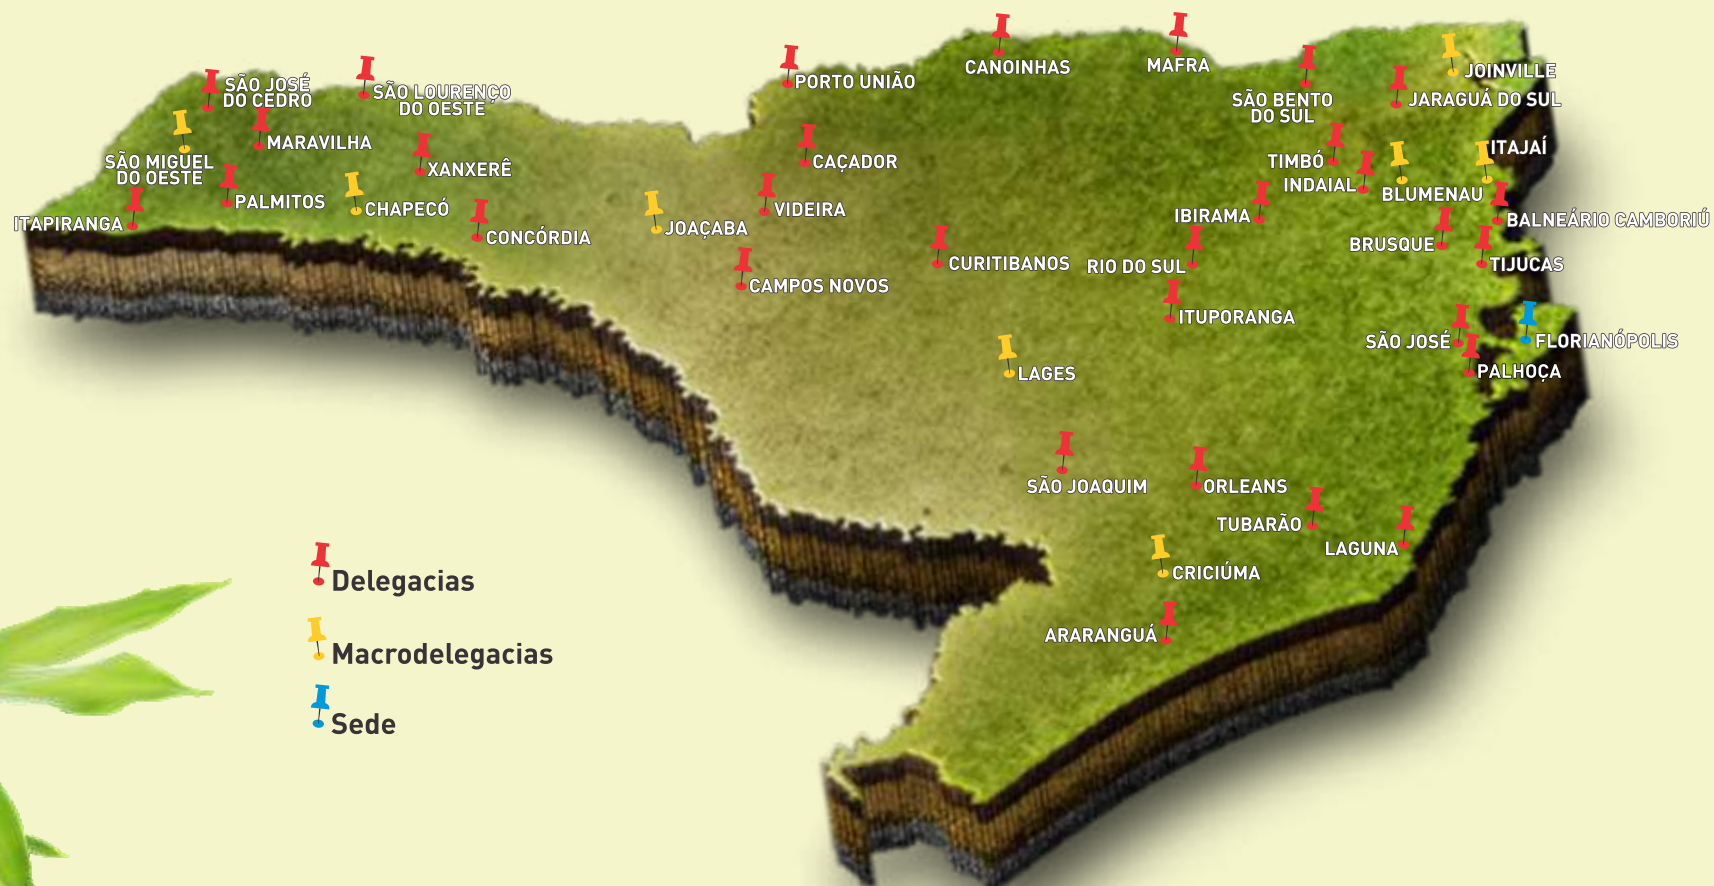 CANOINHAS
MAFRA
JOINVILLE
PORTO UNIÃO
SÃO JOSÉ
DO CEDRO
SÃO LOURENÇO
DO OESTE
SÃO BENTO
DO SUL
JARAGUÁ DO SUL
MARAVILHA
ITAJAÍ
SÃO MIGUEL
DO OESTE
XANXERÊ
CAÇADOR
TIMBÓ
INDAIAL
BLUMENAU
PALMITOS
CHAPECÓ
VIDEIRA
IBIRAMA
BALNEÁRIO CAMBORIÚ
ITAPIRANGA
JOAÇABA
CONCÓRDIA
BRUSQUE
CURITIBANOS
RIO DO SUL
TIJUCAS
CAMPOS NOVOS
ITUPORANGA
SÃO JOSÉ
FLORIANÓPOLIS
LAGES
PALHOÇA
SÃO JOAQUIM
ORLEANS
TUBARÃO
LAGUNA
CRICIÚMA
ARARANGUÁ
Delegacias
Macrodelegacias
Sede